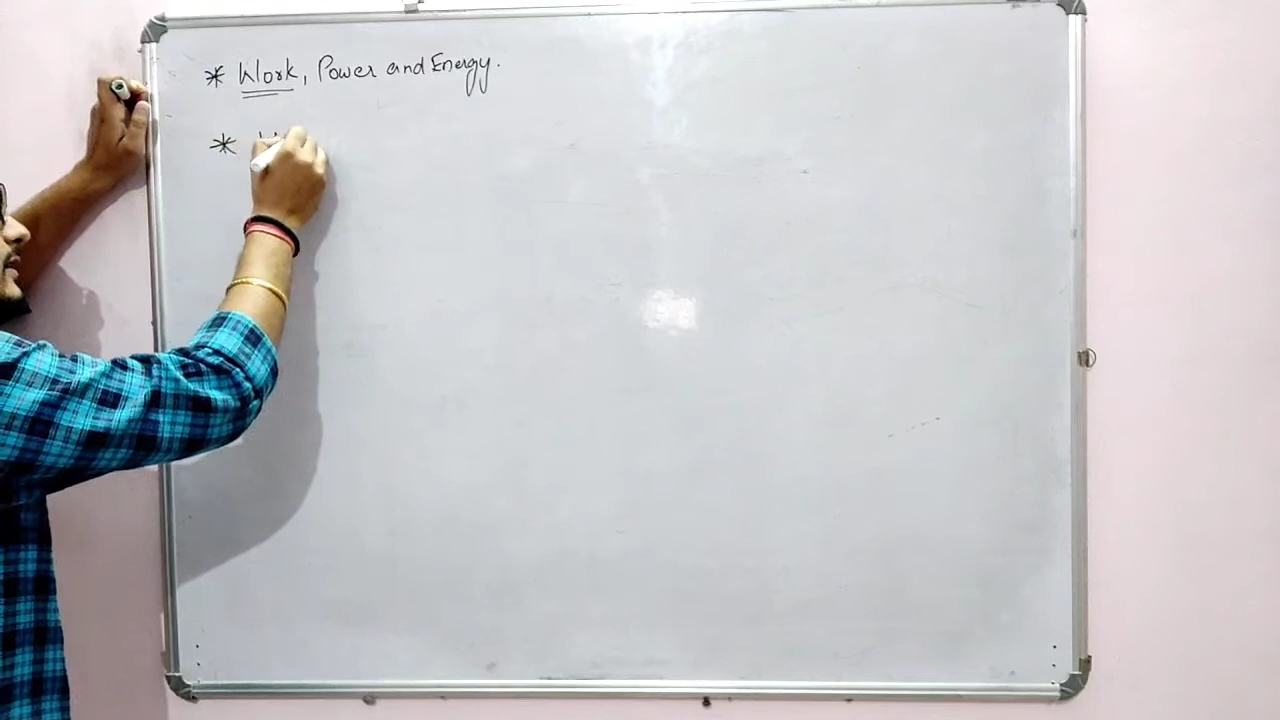 * Work, Power and Energy.
*